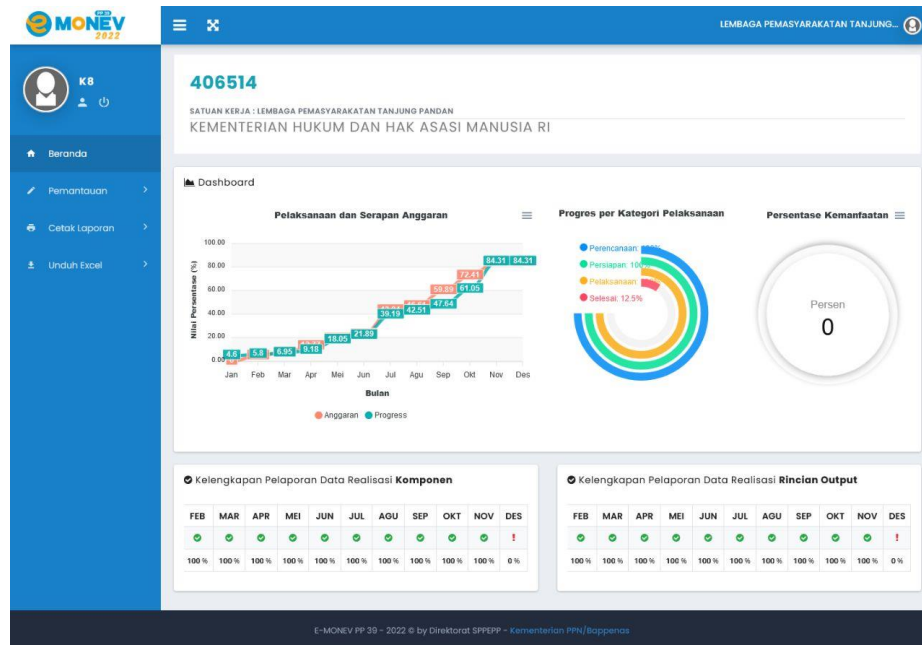 PP 39
eMONEV
2022
LEMBAGA PEMASYARAKATAN TANJUNG...
K8
Beranda
Pemantauan
Cetak Laporan
Unduh Excel
406514
SATUAN KERJA : LEMBAGA PEMASYARAKATAN TANJUNG PANDAN
KEMENTERIAN HUKUM DAN HAK ASASI MANUSIA RI
Dashboard
Pelaksanaan dan Serapan Anggaran
Nilai Persentase (%)
100.00
80.00
60.00
40.00
20.00
0.00
4.6 5.8 6.95 9.18 18.05 21.89 39.19 42.51 47.64 61.05 84.31 84.31
59.89 72.41
Jan Feb Mar Apr Mei Jun Jul Agu Sep Okt Nov Des
Bulan
Anggaran Progress
Progres per Kategori Pelaksanaan
Perencanaan:
Persiapan:
Pelaksanaan:
Selesai: 12.5%
Persentase Kemanfaatan
Persen
0
Kelengkapan Pelaporan Data Realisasi Komponen
FEB MAR APR MEI JUN JUL AGU SEP OKT NOV DES
100 % 100 % 100 % 100 % 100 % 100 % 100 % 100 % 100 % 100 % 0 %
Kelengkapan Pelaporan Data Realisasi Rincian Output
FEB MAR APR MEI JUN JUL AGU SEP OKT NOV DES
100 % 100 % 100 % 100 % 100 % 100 % 100 % 100 % 100 % 100 % 0 %
E-MONEV PP 39 - 2022 © by Direktorat SPPEPP - Kementerian PPN/Bappenas